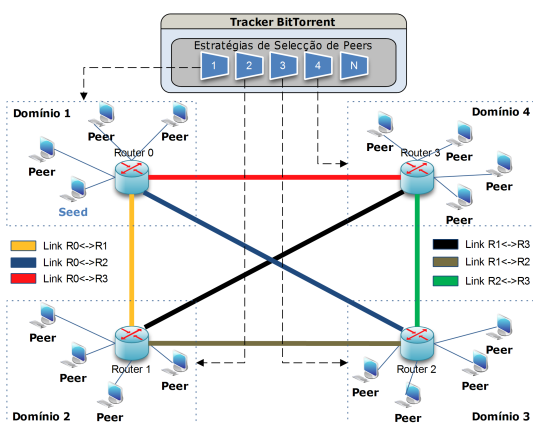 Tracker BitTorrent
Estratégias de Selecção de Peers
1 2 3 4 N
Domínio 1
Peer
Peer
Peer
Router 0
Seed
Domínio 4
Peer
Peer
Router 3
Peer
Peer
Link R0<->R1
Link R0<->R2
Link R0<->R3
Link R1<->R3
Link R1<->R2
Link R2<->R3
Peer
Peer
Router 1
Peer
Peer
Domínio 2
Peer
Peer
Router 2
Peer
Peer
Domínio 3